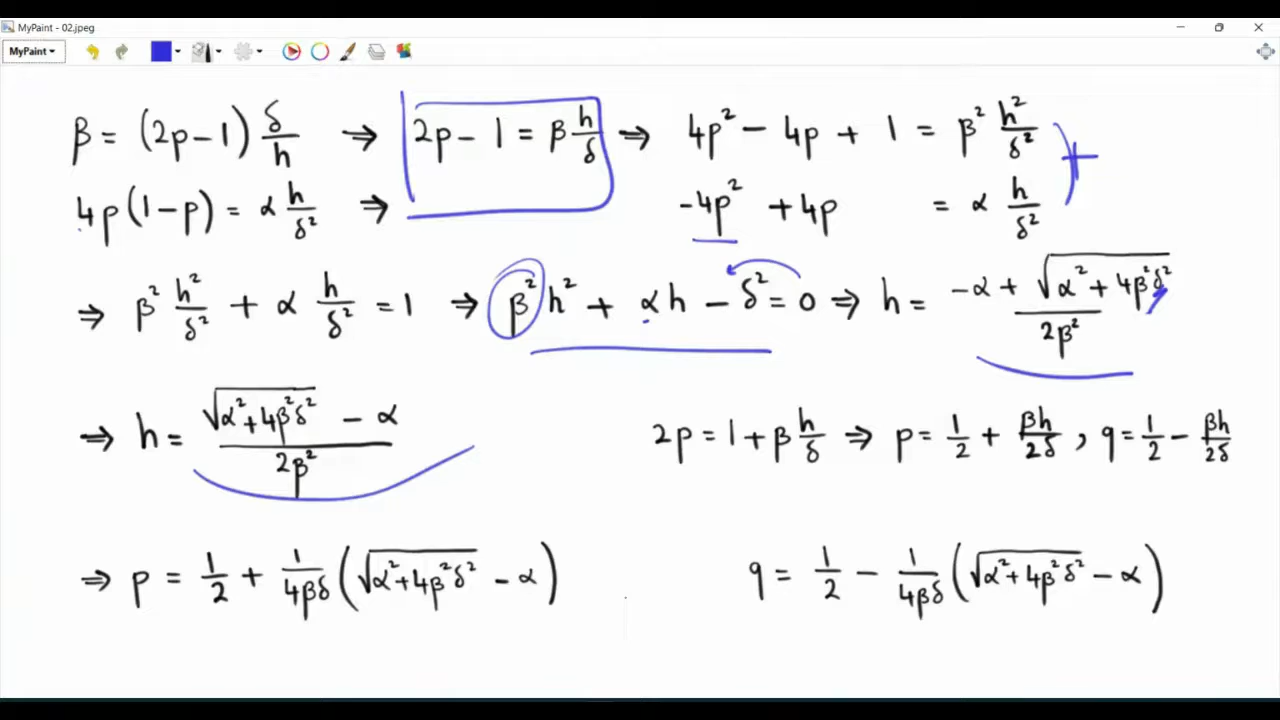 MyPaint - 02.jpeg
MyPaint
β = (2p-1) δ/h ⇒ 2p - 1 = β h/δ ⇒ 4p² - 4p + 1 = β² h²/δ²
4p(1-p) = α h/δ² ⇒ -4p² + 4p = α h/δ²
+
⇒ β² h²/δ² + α h/δ² = 1 ⇒ β²h² + αh - δ² = 0 ⇒ h = (-α + √(α² + 4β²δ²))/(2β²)
⇒ h = (√(α²+4β²δ²) - α)/(2β²) 2p = 1 + β h/δ ⇒ p = 1/2 + βh/2δ , q = 1/2 - βh/2δ
⇒ p = 1/2 + 1/4βδ (√(α²+4β²δ²) - α) q = 1/2 - 1/4βδ (√(α²+4β²δ²) - α)